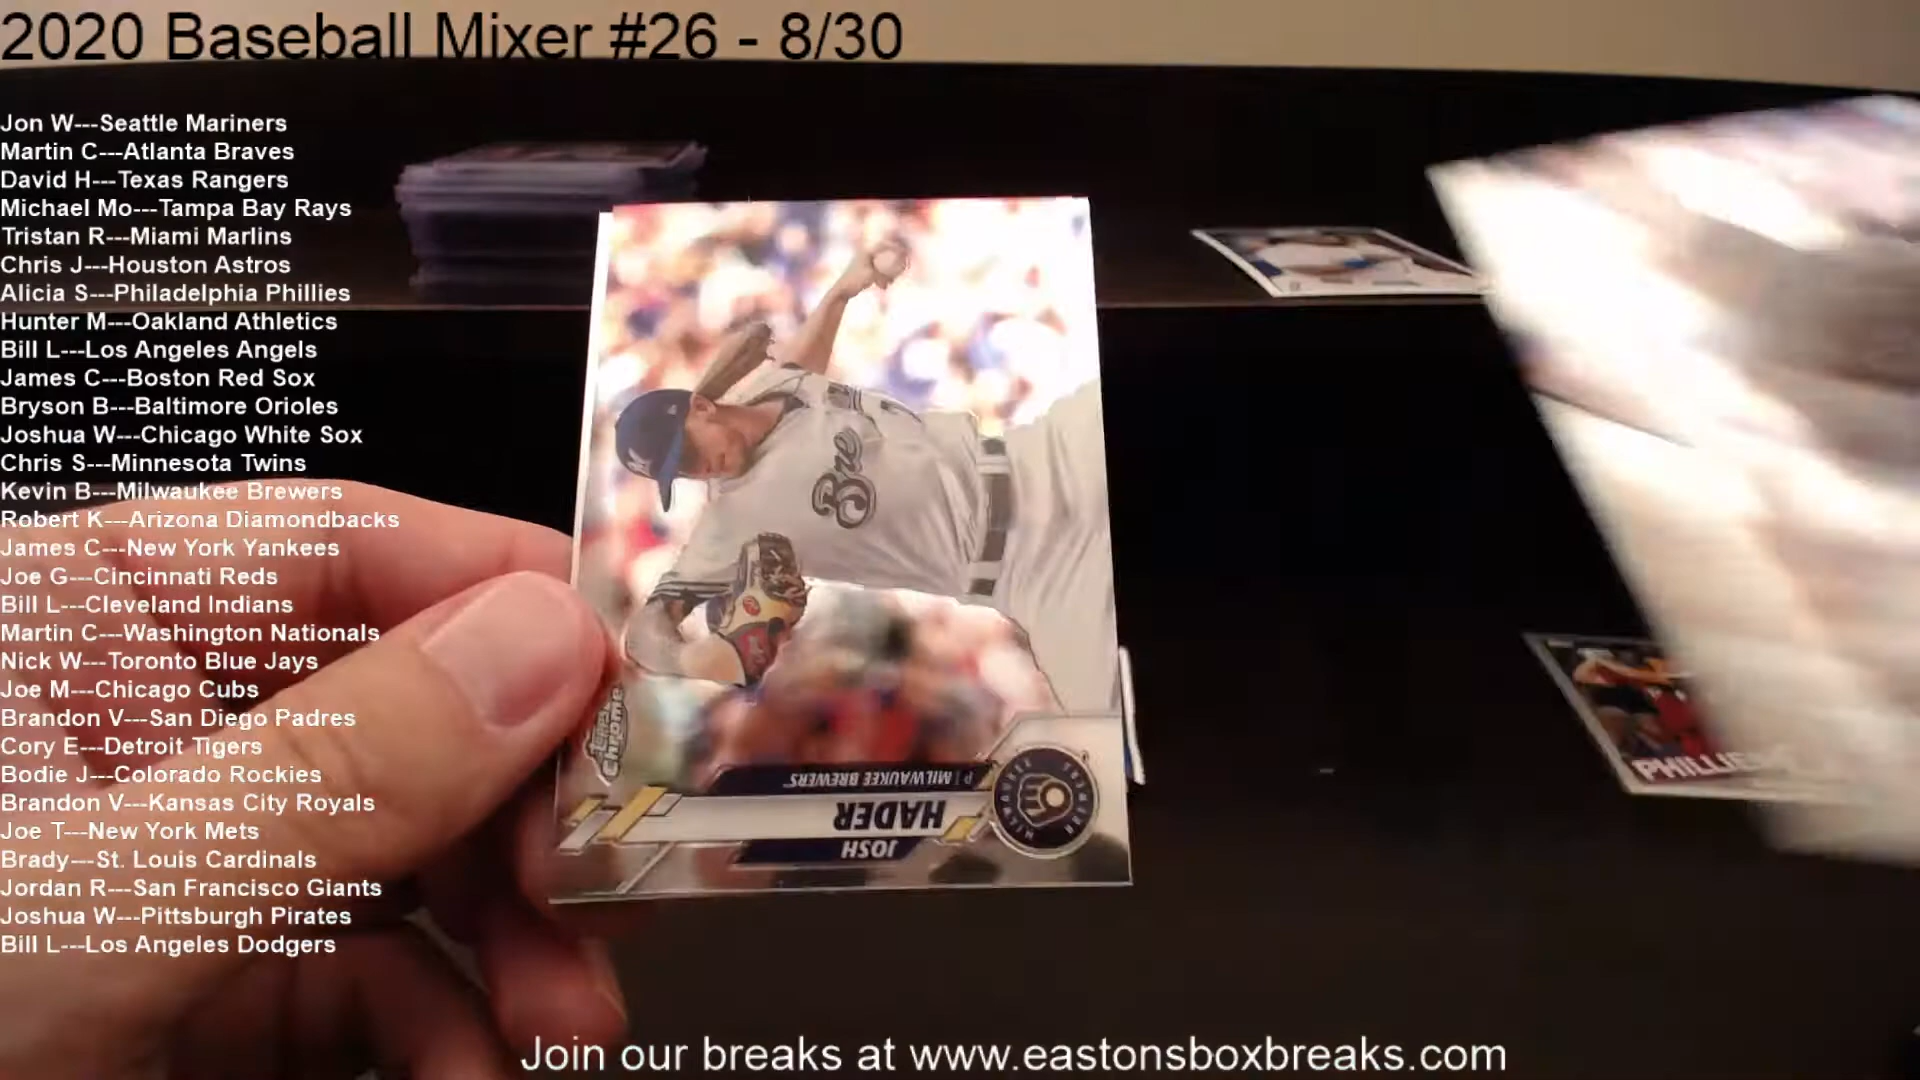 2020 Baseball Mixer #26 - 8/30
Jon W---Seattle Mariners
Martin C---Atlanta Braves
David H---Texas Rangers
Michael Mo---Tampa Bay Rays
Tristan R---Miami Marlins
Chris J---Houston Astros
Alicia S---Philadelphia Phillies
Hunter M---Oakland Athletics
Bill L---Los Angeles Angels
James C---Boston Red Sox
Bryson B---Baltimore Orioles
Joshua W---Chicago White Sox
Chris S---Minnesota Twins
Kevin B---Milwaukee Brewers
Robert K---Arizona Diamondbacks
James C---New York Yankees
Joe G---Cincinnati Reds
Bill L---Cleveland Indians
Martin C---Washington Nationals
Nick W---Toronto Blue Jays
Joe M---Chicago Cubs
Brandon V---San Diego Padres
Cory E---Detroit Tigers
Bodie J---Colorado Rockies
Brandon V---Kansas City Royals
Joe T---New York Mets
Brady---St. Louis Cardinals
Jordan R---San Francisco Giants
Joshua W---Pittsburgh Pirates
Bill L---Los Angeles Dodgers
Bre
Topps
Chrome
JOSH
HADER
P | MILWAUKEE BREWERS™
MILWAUKEE BREWERS
PHILLIES
Join our breaks at www.eastonsboxbreaks.com